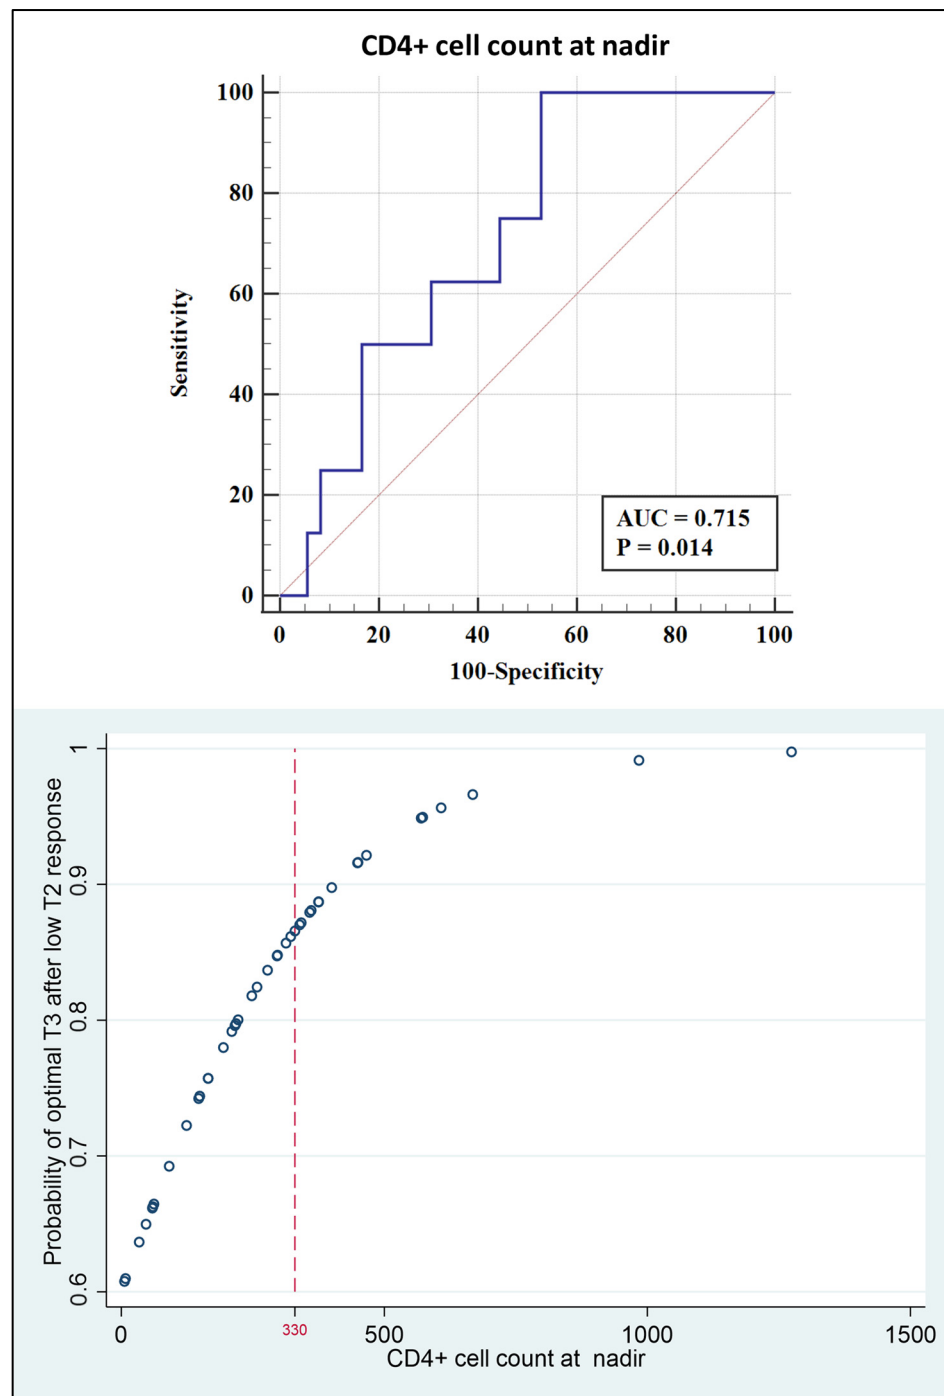 CD4+ cell count at nadir
100
80
60
40
20
0
Sensitivity
AUC = 0.715
P = 0.014
0 20 40 60 80 100
100-Specificity
Probability of optimal T3 after low T2 response
1
0.9
0.8
0.7
0.6
0 330 500 1000 1500
CD4+ cell count at nadir